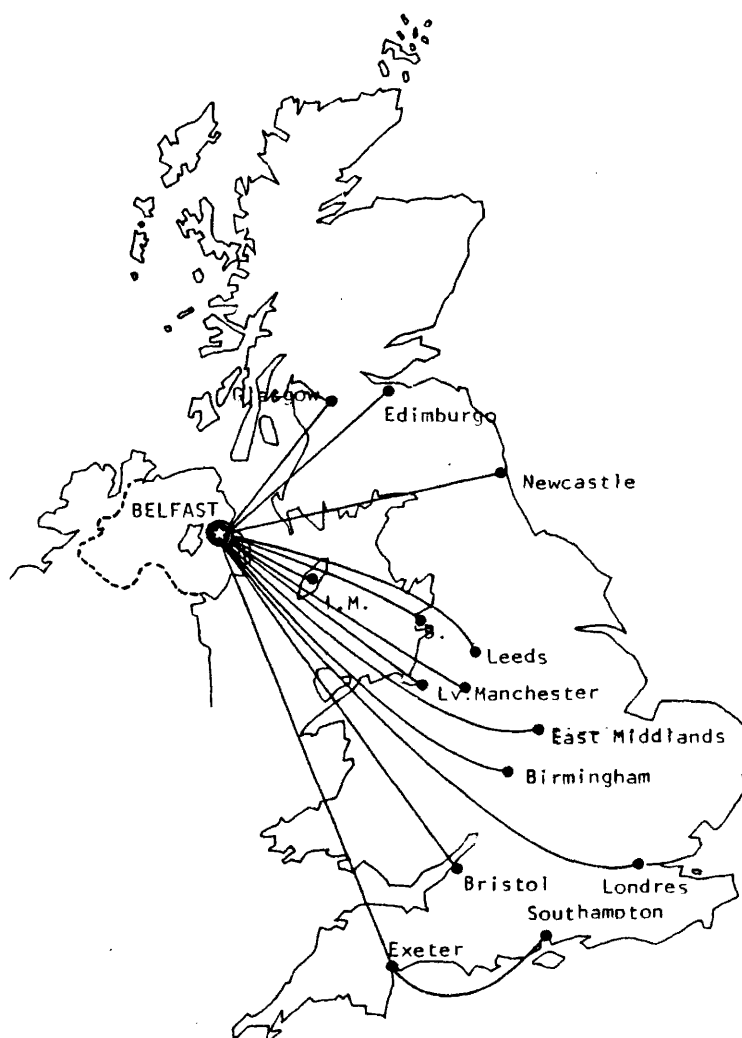 Glasgow
Edimburgo
Newcastle
BELFAST
I.M.
B.
Leeds
Lv.Manchester
East Middlands
Birmingham
Bristol
Londres
Southampton
Exeter